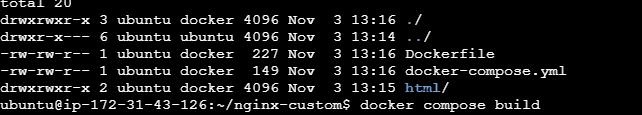 total 20
drwxrwxr-x 3 ubuntu docker 4096 Nov  3 13:16 ./
drwxr-x--- 6 ubuntu ubuntu 4096 Nov  3 13:14 ../
-rw-rw-r-- 1 ubuntu docker  227 Nov  3 13:16 Dockerfile
-rw-rw-r-- 1 ubuntu docker  149 Nov  3 13:16 docker-compose.yml
drwxrwxr-x 2 ubuntu docker 4096 Nov  3 13:15 html/
ubuntu@ip-172-31-43-126:~/nginx-custom$ docker compose build